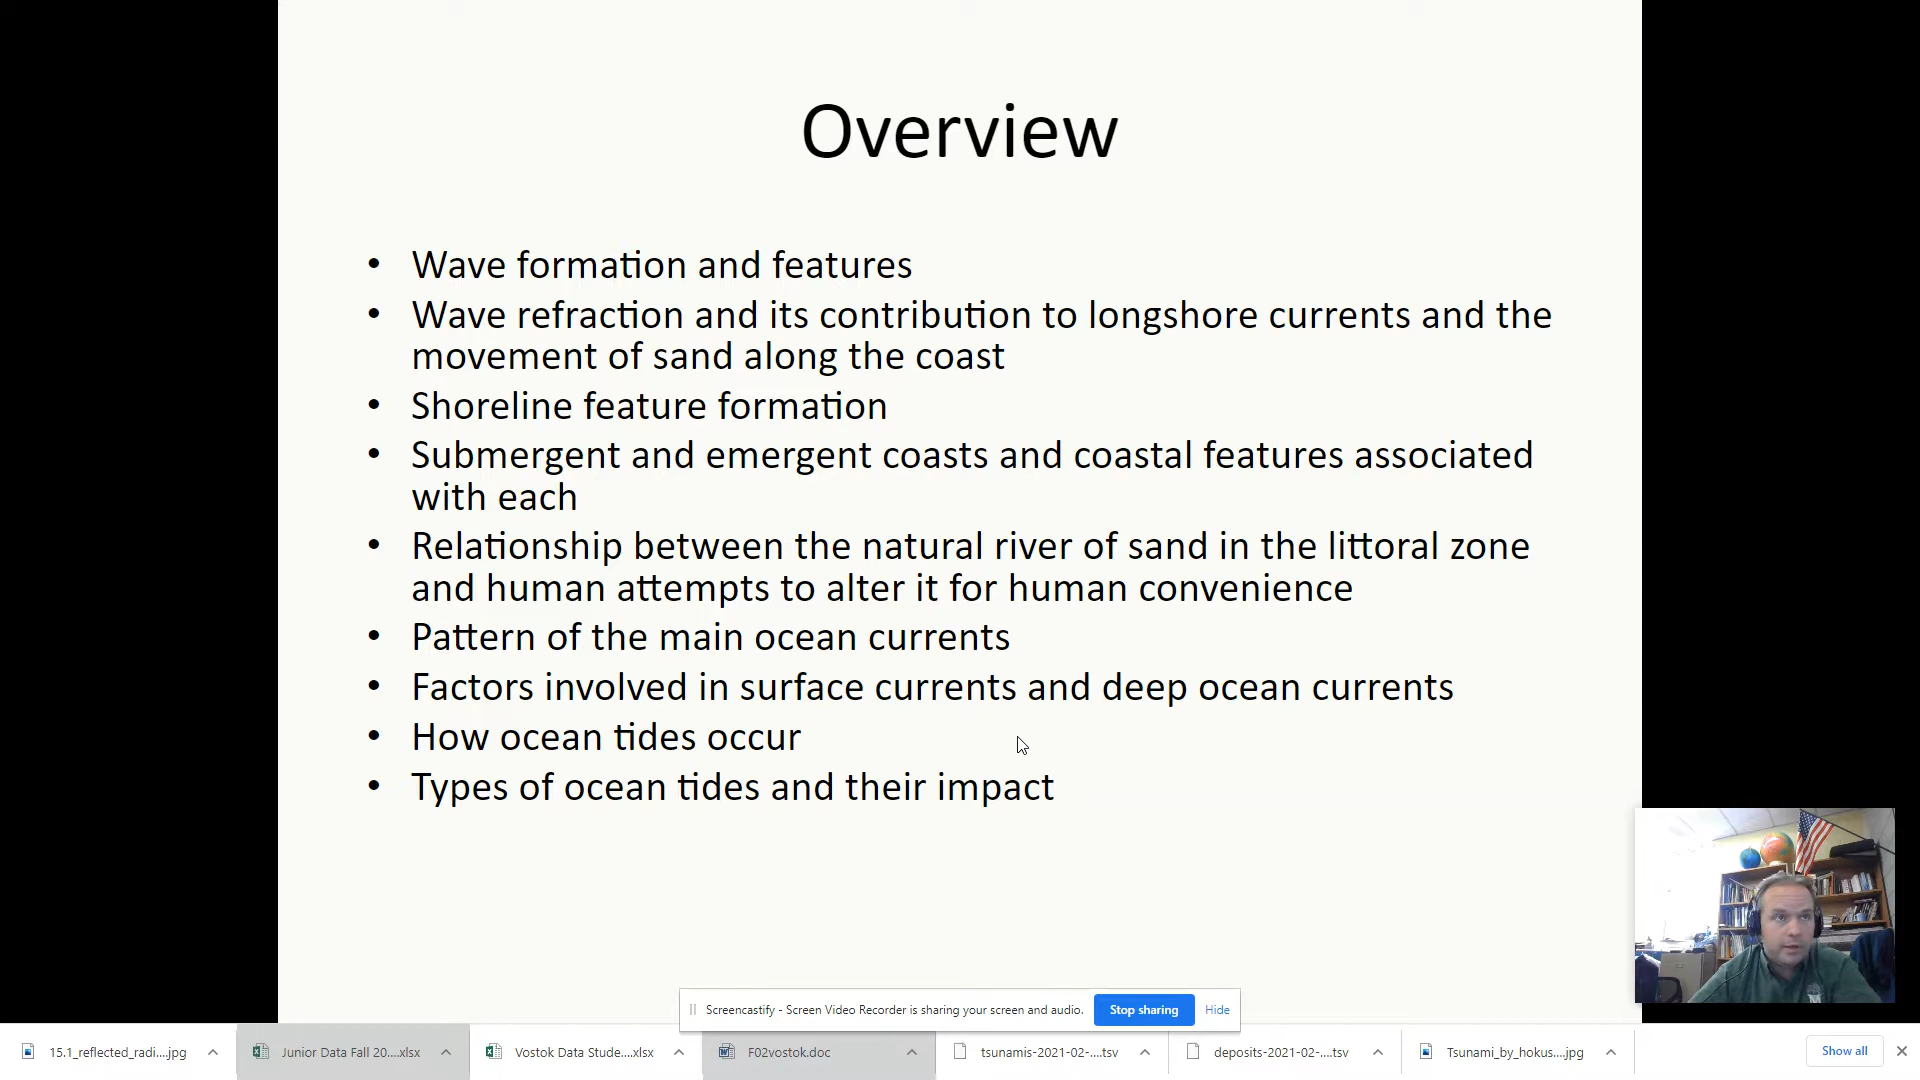 Overview
• Wave formation and features
• Wave refraction and its contribution to longshore currents and the
movement of sand along the coast
• Shoreline feature formation
• Submergent and emergent coasts and coastal features associated
with each
• Relationship between the natural river of sand in the littoral zone
and human attempts to alter it for human convenience
• Pattern of the main ocean currents
• Factors involved in surface currents and deep ocean currents
• How ocean tides occur
• Types of ocean tides and their impact
Screencastify - Screen Video Recorder is sharing your screen and audio. Stop sharing Hide
15.1_reflected_radi....jpg Junior Data Fall 20....xlsx Vostok Data Stude....xlsx F02vostok.doc tsunamis-2021-02-....tsv deposits-2021-02-....tsv Tsunami_by_hokus....jpg Show all